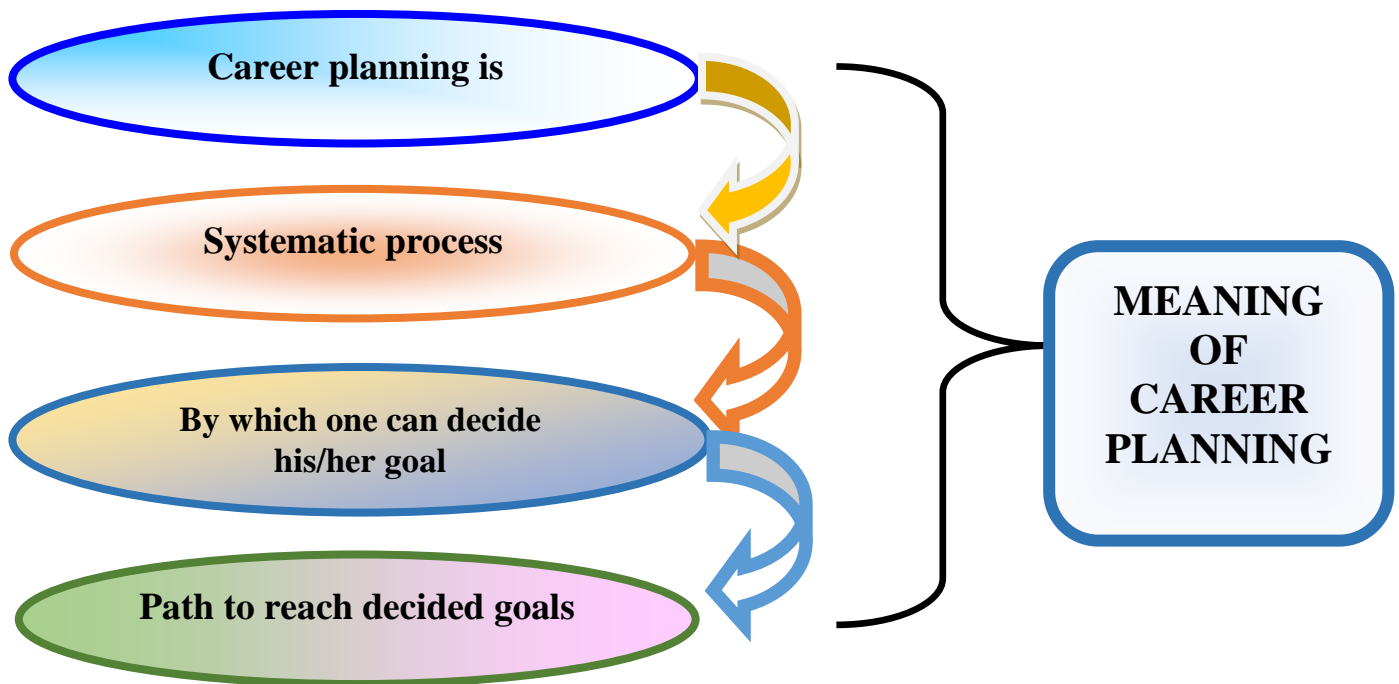 Career planning is
Systematic process
By which one can decide
his/her goal
Path to reach decided goals
MEANING
OF
CAREER
PLANNING